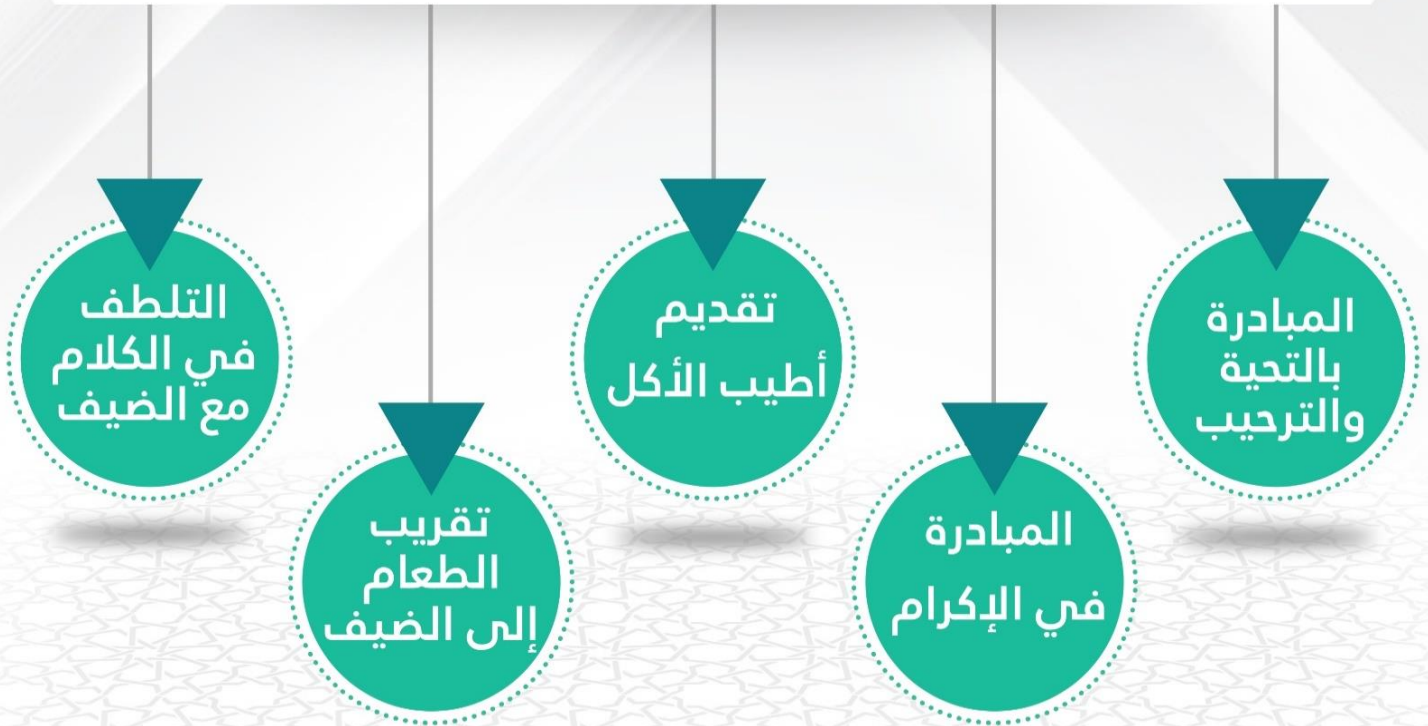 المبادرة
بالتحية
والترحيب
المبادرة
في الإكرام
تقديم
أطيب الأكل
تقريب
الطعام
إلى الضيف
التلطف
في الكلام
مع الضيف